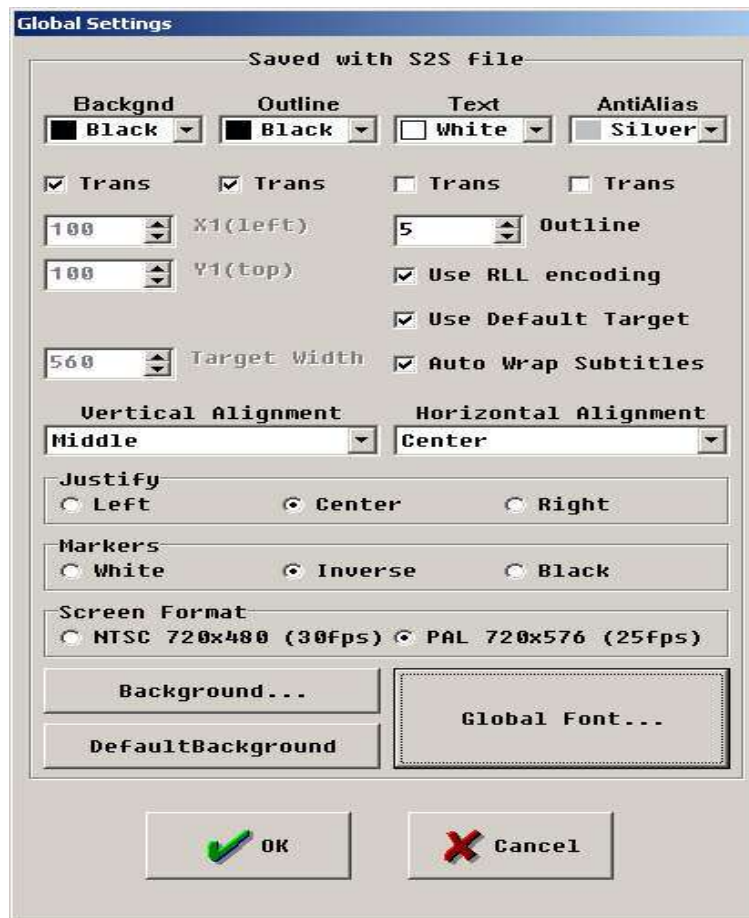 Global Settings
Saved with S2S file
Backgnd Outline Text AntiAlias
Black Black White Silver
Trans Trans Trans Trans
100 X1(left) 5 Outline
100 Y1(top) Use RLL encoding
Use Default Target
560 Target Width Auto Wrap Subtitles
Vertical Alignment Horizontal Alignment
Middle Center
Justify
Left Center Right
Markers
White Inverse Black
Screen Format
NTSC 720x480 (30fps) PAL 720x576 (25fps)
Background... Global Font...
DefaultBackground
OK Cancel